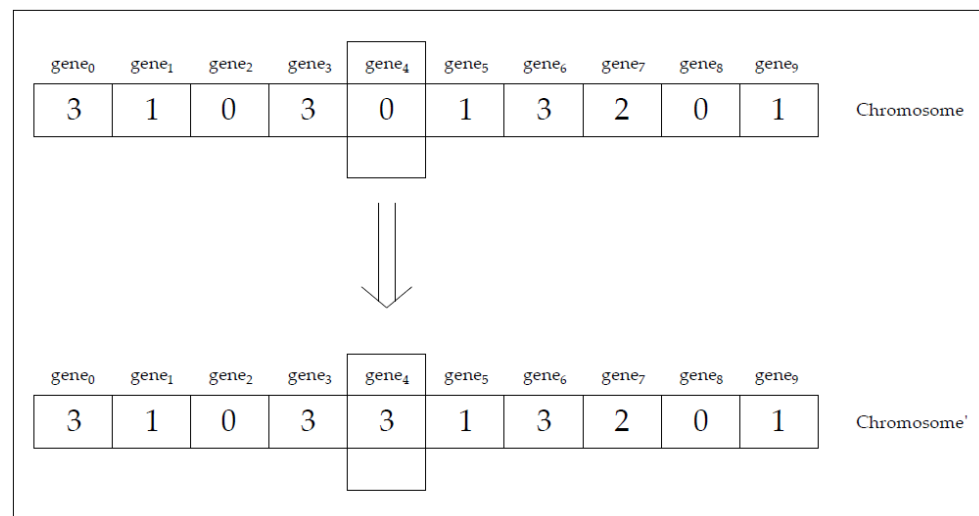 gene₀ gene₁ gene₂ gene₃ gene₄ gene₅ gene₆ gene₇ gene₈ gene₉
3 1 0 3 0 1 3 2 0 1 Chromosome
gene₀ gene₁ gene₂ gene₃ gene₄ gene₅ gene₆ gene₇ gene₈ gene₉
3 1 0 3 3 1 3 2 0 1 Chromosome'